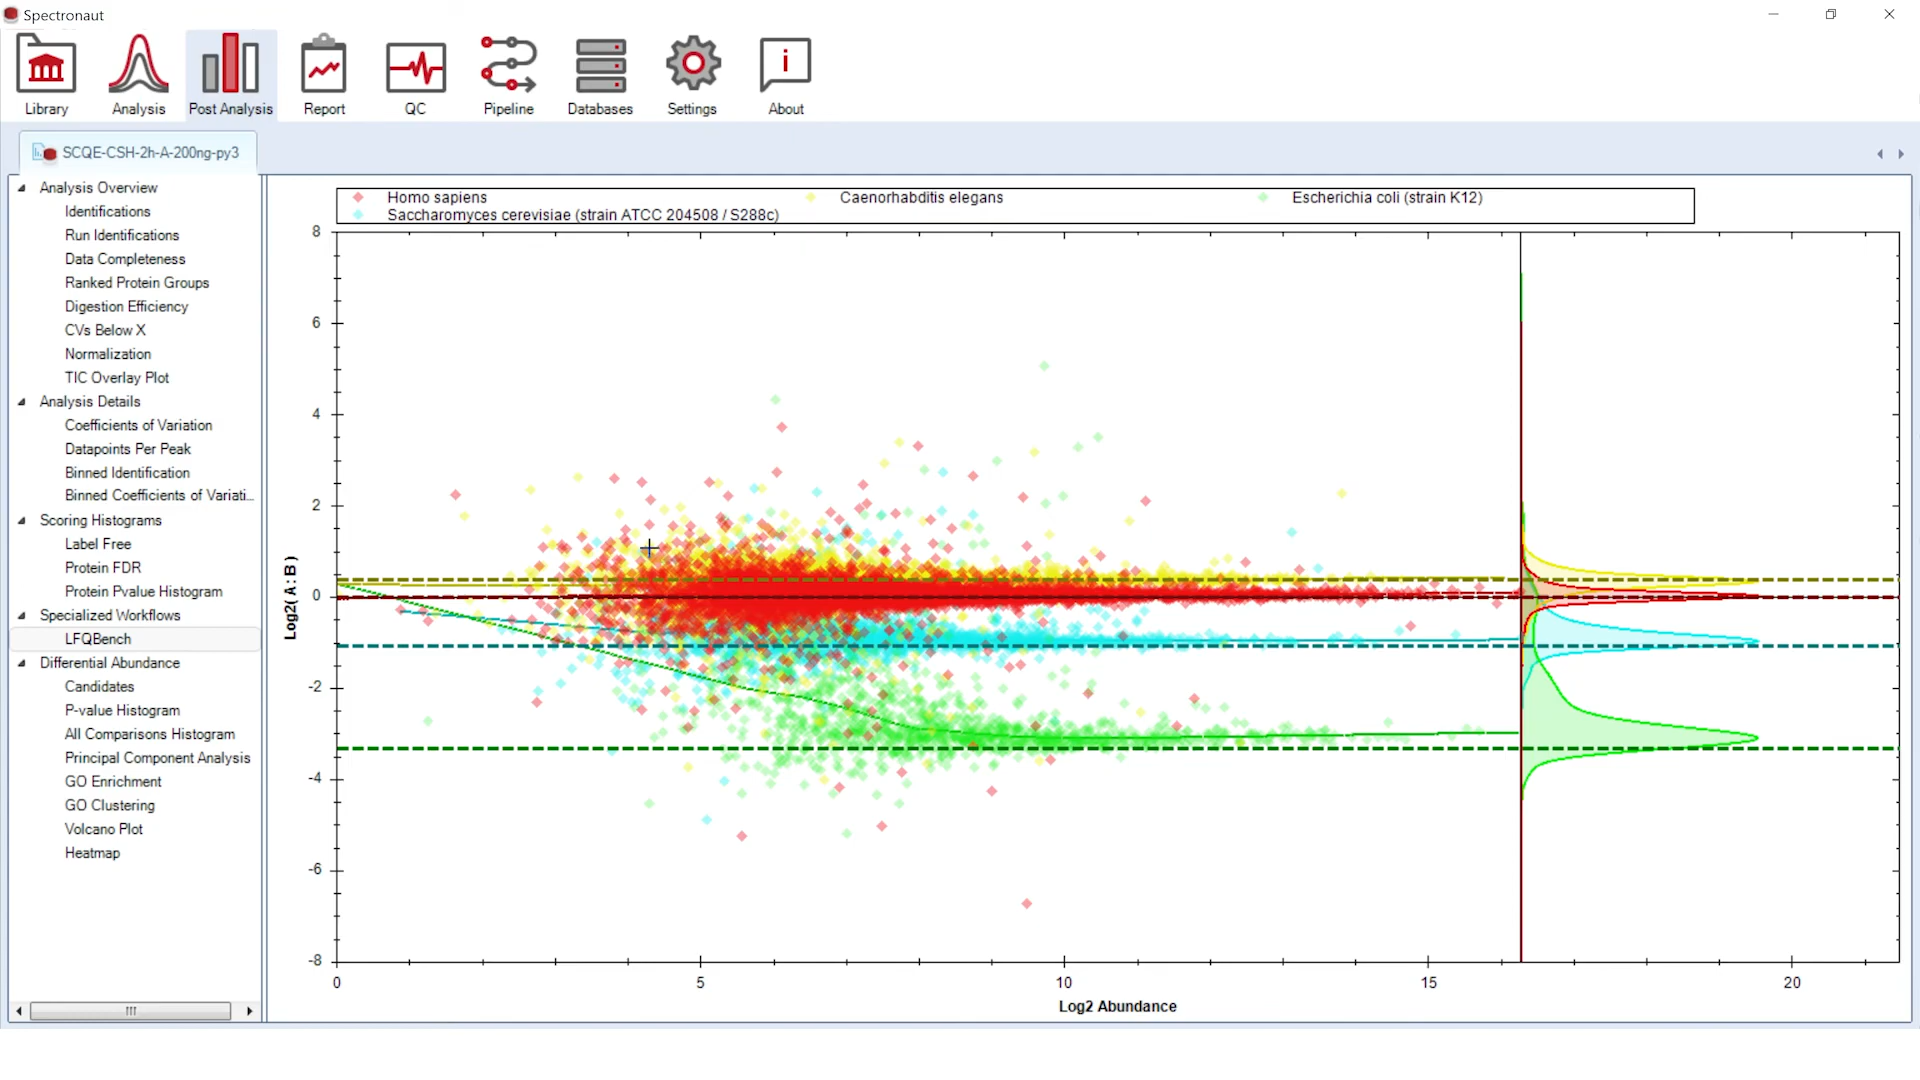 Spectronaut
Library
Analysis
Post Analysis
Report
QC
Pipeline
Databases
Settings
About
SCQE-CSH-2h-A-200ng-py3
Analysis Overview
Identifications
Run Identifications
Data Completeness
Ranked Protein Groups
Digestion Efficiency
CVs Below X
Normalization
TIC Overlay Plot
Analysis Details
Coefficients of Variation
Datapoints Per Peak
Binned Identification
Binned Coefficients of Variati...
Scoring Histograms
Label Free
Protein FDR
Protein Pvalue Histogram
Specialized Workflows
LFQBench
Differential Abundance
Candidates
P-value Histogram
All Comparisons Histogram
Principal Component Analysis
GO Enrichment
GO Clustering
Volcano Plot
Heatmap
Homo sapiens
Caenorhabditis elegans
Escherichia coli (strain K12)
Saccharomyces cerevisiae (strain ATCC 204508 / S288c)
8
6
4
2
0
-2
-4
-6
-8
Log2( A : B )
0
5
10
15
20
Log2 Abundance